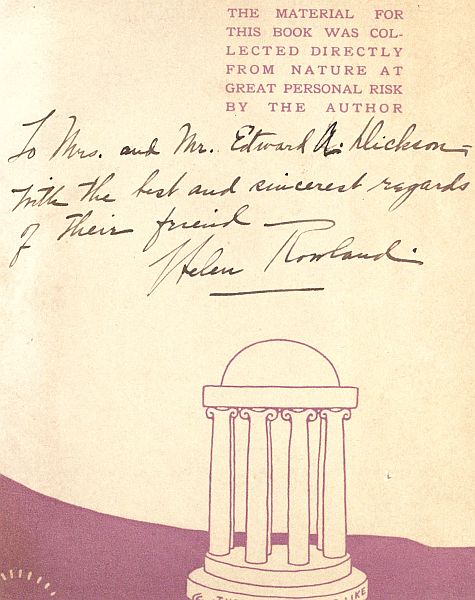 THE MATERIAL FOR
THIS BOOK WAS COL-
LECTED DIRECTLY
FROM NATURE AT
GREAT PERSONAL RISK
BY THE AUTHOR
To Mrs. and Mr. Edward A. Dickson –
With the best and sincerest regards
of their friend —
Helen Rowland.
LIKE